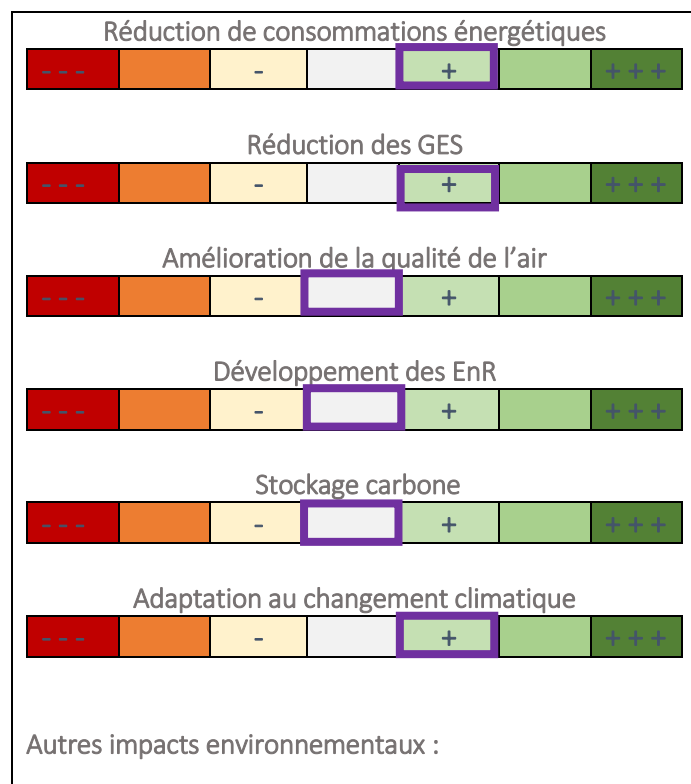 Réduction de consommations énergétiques
- - - - + + + +
Réduction des GES
- - - - + + + +
Amélioration de la qualité de l’air
- - - - + + + +
Développement des EnR
- - - - + + + +
Stockage carbone
- - - - + + + +
Adaptation au changement climatique
- - - - + + + +
Autres impacts environnementaux :